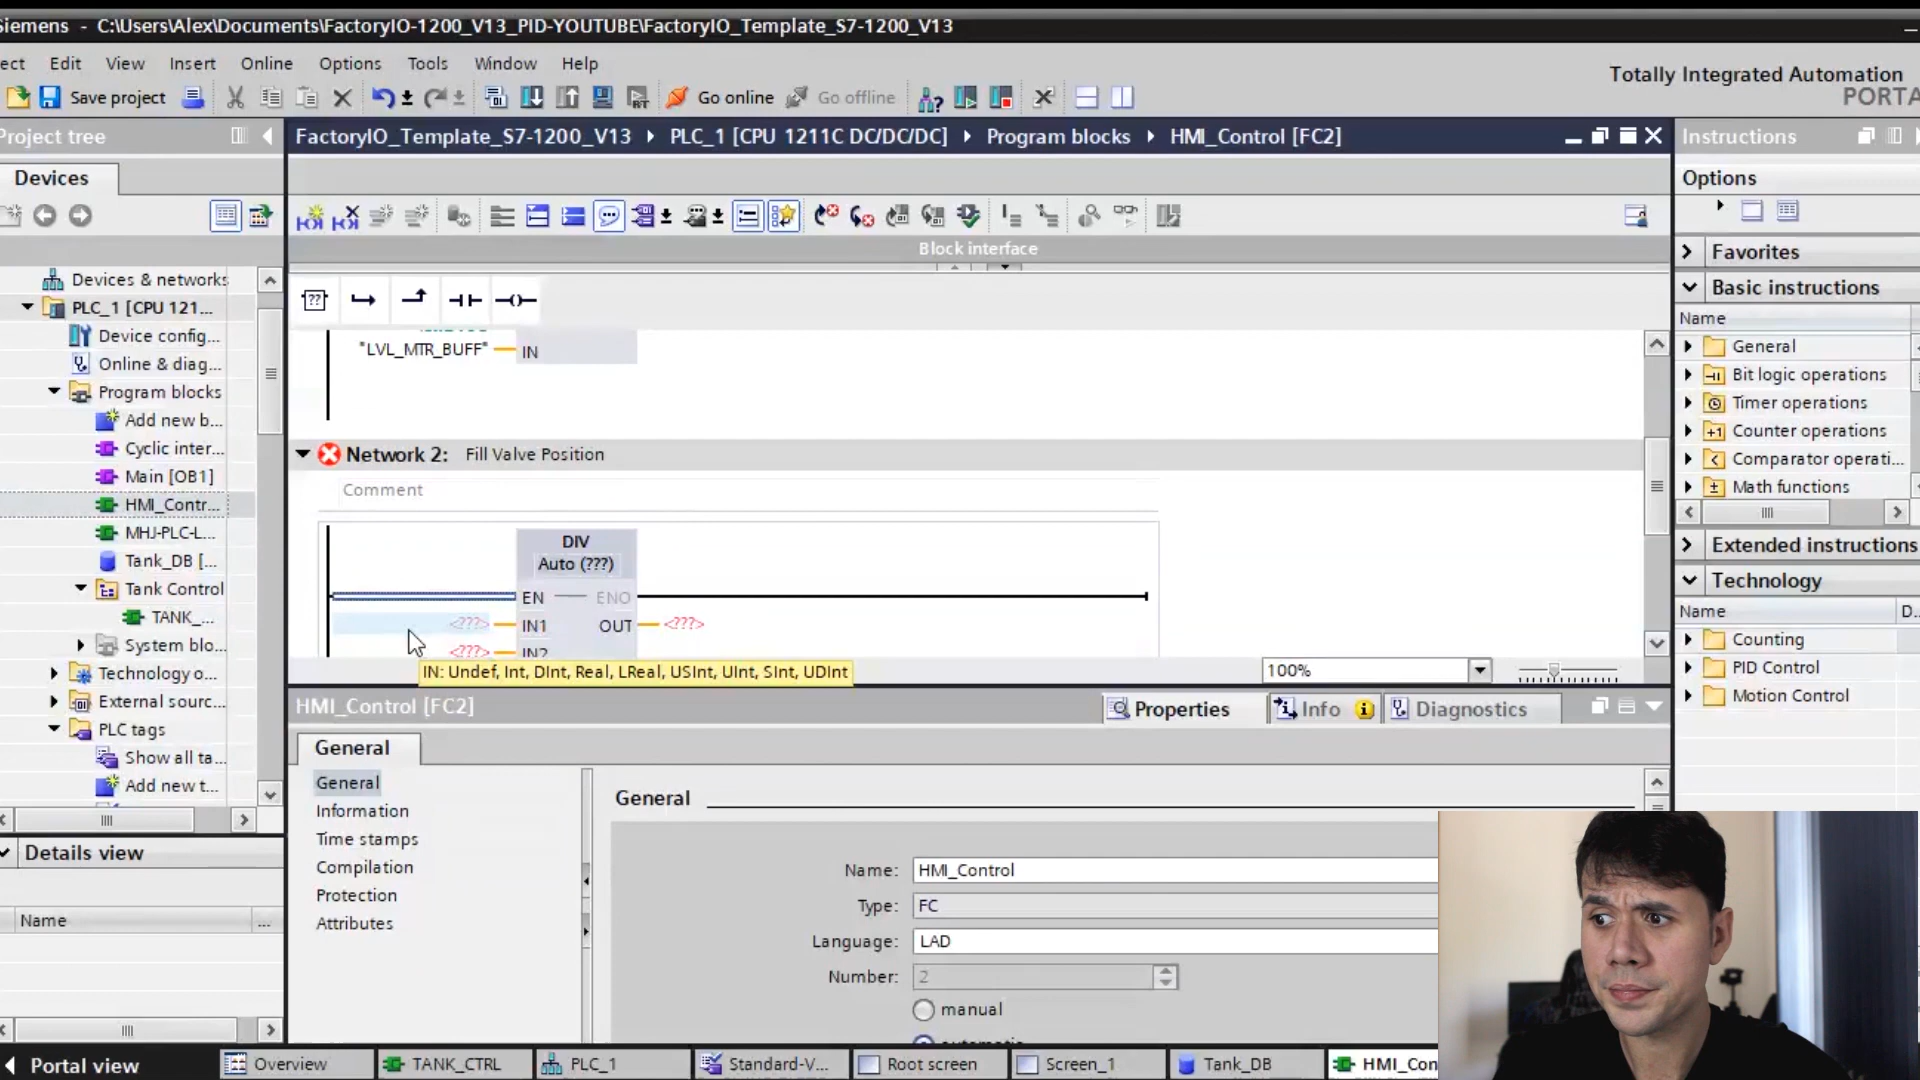 Siemens - C:\Users\Alex\Documents\FactoryIO-1200_V13_PID-YOUTUBE\FactoryIO_Template_S7-1200_V13
ect Edit View Insert Online Options Tools Window Help
Totally Integrated Automation
PORTA
Save project
Go online
Go offline
Project tree
FactoryIO_Template_S7-1200_V13 PLC_1 [CPU 1211C DC/DC/DC] Program blocks HMI_Control [FC2]
Instructions
Devices
Options
Block interface
Favorites
Basic instructions
Name
General
Bit logic operations
Timer operations
Counter operations
Comparator operati...
Math functions
Extended instructions
Technology
Name D..
Counting
PID Control
Motion Control
Devices & networks
PLC_1 [CPU 121...
Device config...
Online & diag...
Program blocks
Add new b...
Cyclic inter...
Main [OB1]
HMI_Contr...
MHJ-PLC-L...
Tank_DB [...
Tank Control
TANK_...
System blo...
Technology o...
External sourc...
PLC tags
Show all ta...
Add new t...
Details view
Name ...
"LVL_MTR_BUFF" IN
Network 2: Fill Valve Position
Comment
DIV
Auto (???)
EN ENO
<???> IN1 OUT <???>
<???> IN2
IN: Undef, Int, DInt, Real, LReal, USInt, UInt, SInt, UDInt
100%
HMI_Control [FC2]
Properties
Info
Diagnostics
General
General
Information
Time stamps
Compilation
Protection
Attributes
General
Name: HMI_Control
Type: FC
Language: LAD
Number: 2
manual
automatic
Portal view
Overview
TANK_CTRL
PLC_1
Standard-V...
Root screen
Screen_1
Tank_DB
HMI_Con